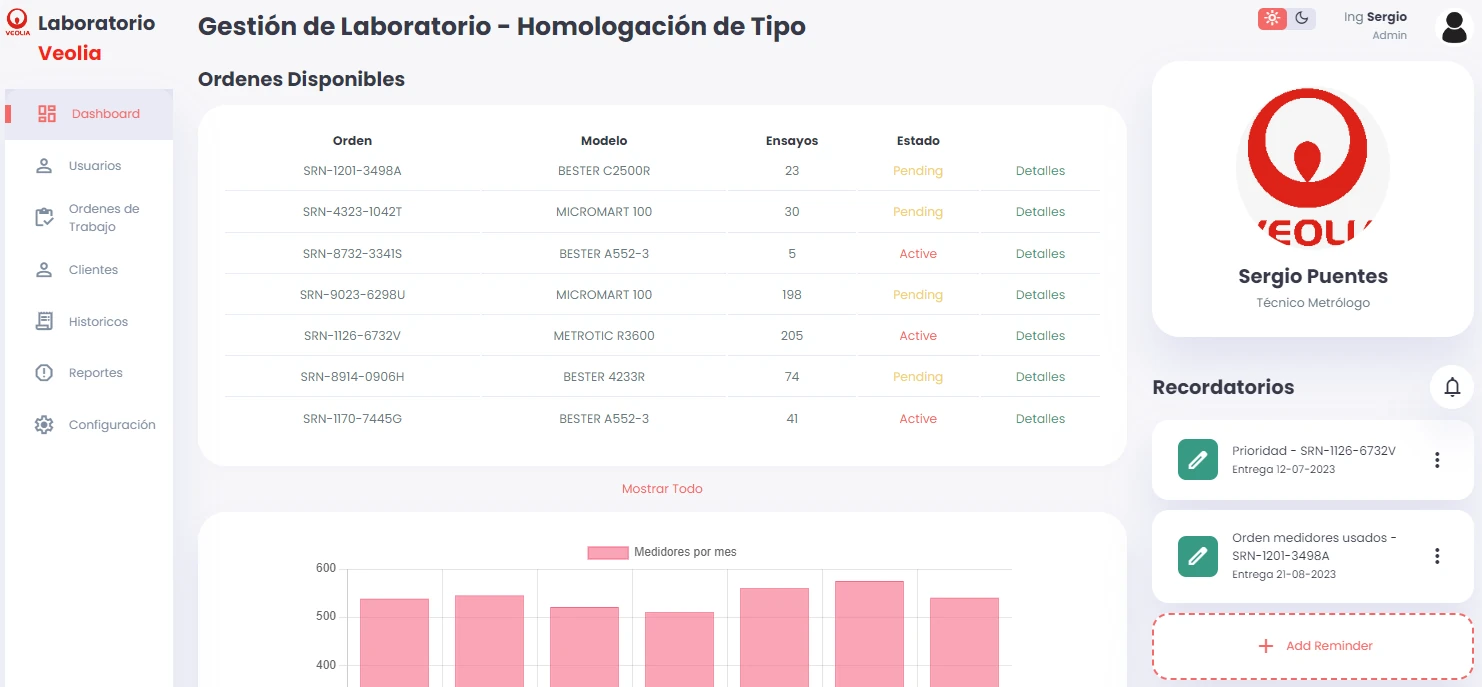 VEOLIA
Laboratorio
Veolia
Dashboard
Usuarios
Ordenes de
Trabajo
Clientes
Historicos
Reportes
Configuración
Gestión de Laboratorio - Homologación de Tipo
Ordenes Disponibles
Orden Modelo Ensayos Estado
SRN-1201-3498A BESTER C2500R 23 Pending Detalles
SRN-4323-1042T MICROMART 100 30 Pending Detalles
SRN-8732-3341S BESTER A552-3 5 Active Detalles
SRN-9023-6298U MICROMART 100 198 Pending Detalles
SRN-1126-6732V METROTIC R3600 205 Active Detalles
SRN-8914-0906H BESTER 4233R 74 Pending Detalles
SRN-1170-7445G BESTER A552-3 41 Active Detalles
Mostrar Todo
Medidores por mes
600
500
400
Ing Sergio
Admin
VEOLIA
Sergio Puentes
Técnico Metrólogo
Recordatorios
Prioridad - SRN-1126-6732V
Entrega 12-07-2023
Orden medidores usados -
SRN-1201-3498A
Entrega 21-08-2023
Add Reminder